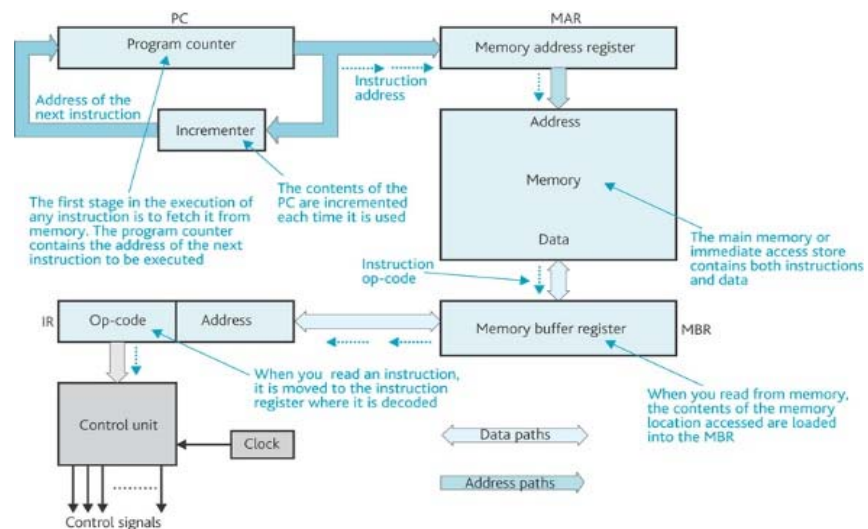 PC
MAR
Program counter
Memory address register
Instruction
address
Address of the
next instruction
Incrementer
Address
Memory
Data
The first stage in the execution of
any instruction is to fetch it from
memory. The program counter
contains the address of the next
instruction to be executed
The contents of the
PC are incremented
each time it is used
The main memory or
immediate access store
contains both instructions
and data
Instruction
op-code
IR
Op-code
Address
Memory buffer register
MBR
When you read an instruction,
it is moved to the instruction
register where it is decoded
When you read from memory,
the contents of the memory
location accessed are loaded
into the MBR
Control unit
Clock
Data paths
Address paths
Control signals